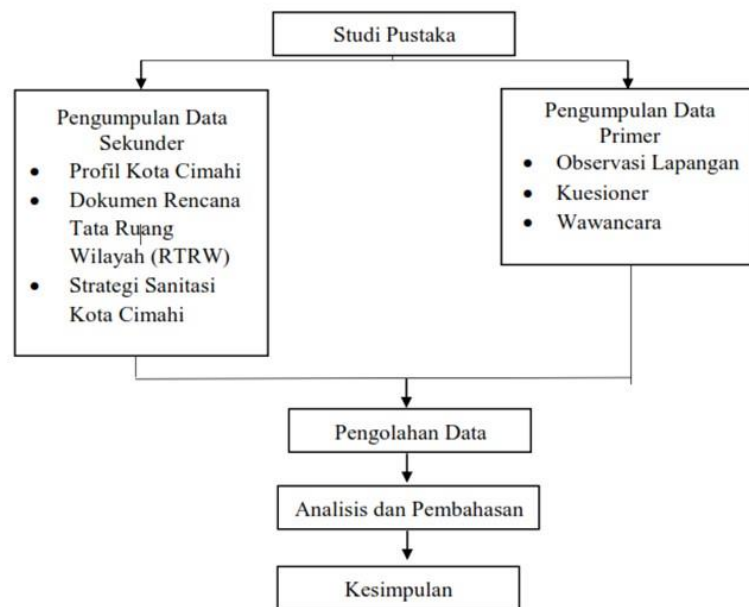 Studi Pustaka
Pengumpulan Data
Sekunder
• Profil Kota Cimahi
• Dokumen Rencana
Tata Ruang
Wilayah (RTRW)
• Strategi Sanitasi
Kota Cimahi
Pengumpulan Data
Primer
• Observasi Lapangan
• Kuesioner
• Wawancara
Pengolahan Data
Analisis dan Pembahasan
Kesimpulan